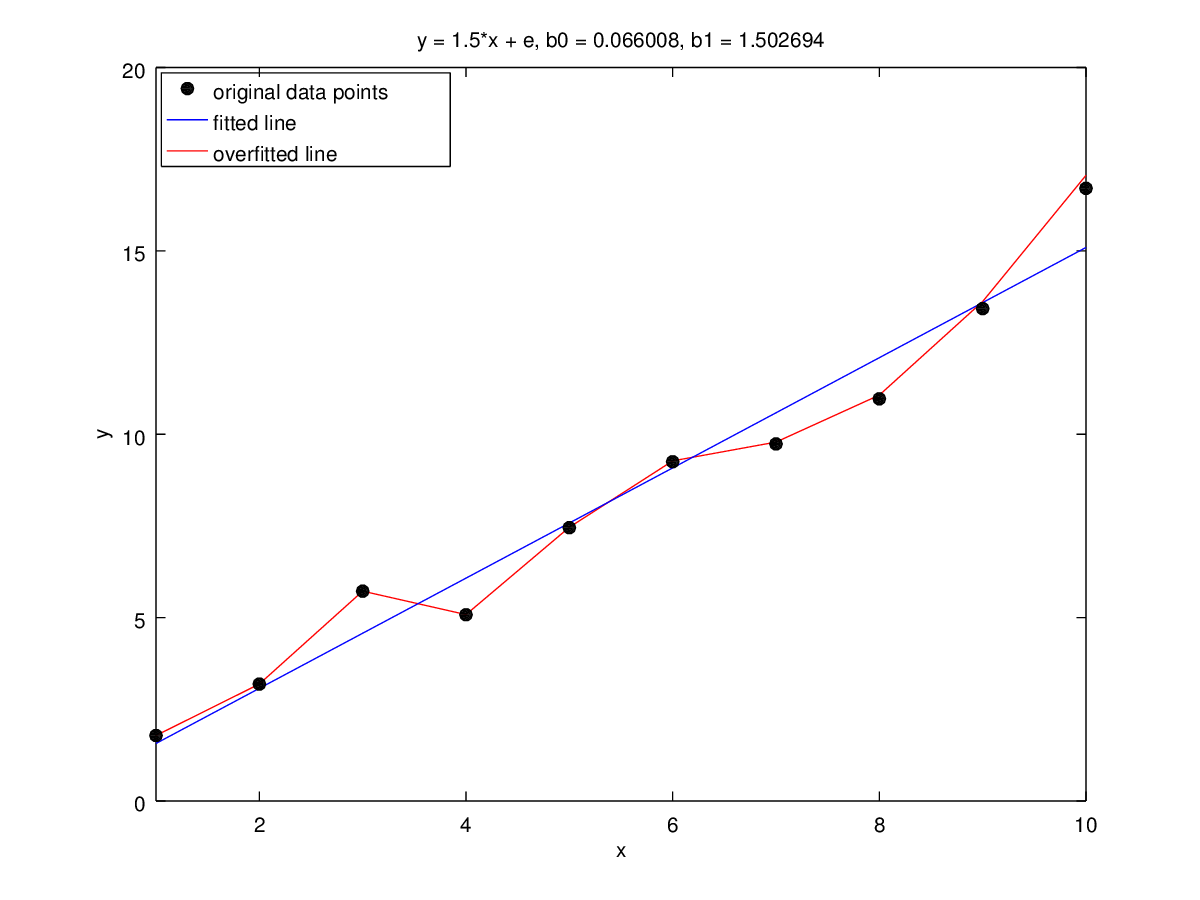 y = 1.5*x + e, b0 = 0.066008, b1 = 1.502694
original data points
fitted line
overfitted line
20
15
10
5
0
y
2 4 6 8 10
x